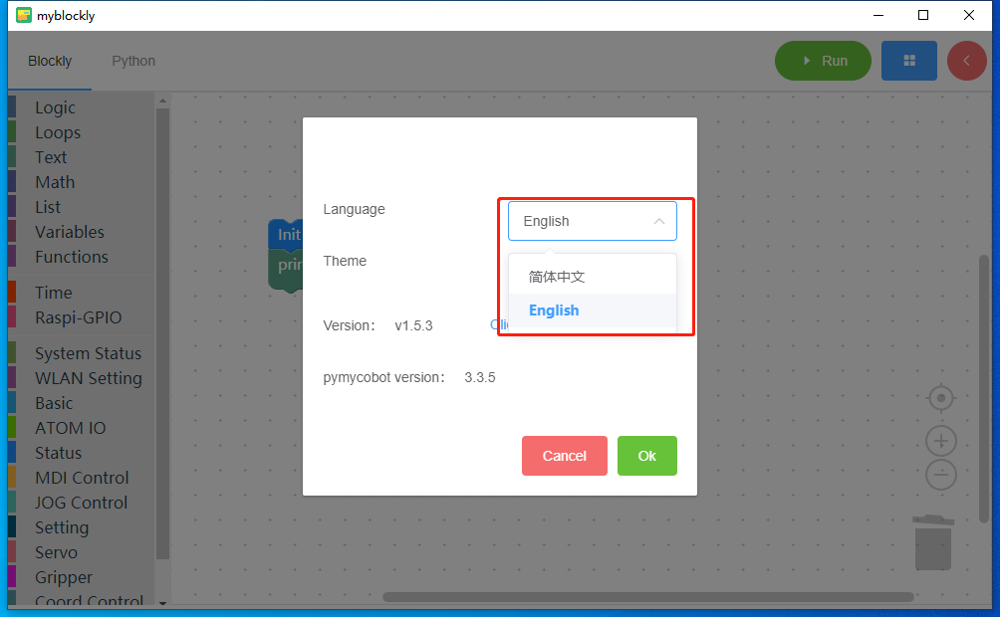 myblockly
Blockly
Python
Run
Logic
Loops
Text
Math
List
Variables
Functions
Time
Raspi-GPIO
System Status
WLAN Setting
Basic
ATOM IO
Status
MDI Control
JOG Control
Setting
Servo
Gripper
Coord Control
Init
Language
English
简体中文
English
Theme
Version： v1.5.3
pymycobot version： 3.3.5
Cancel
Ok